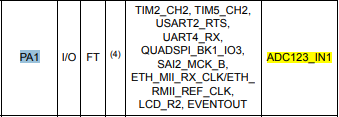 PA1 I/O FT (4) TIM2_CH2, TIM5_CH2,
USART2_RTS,
UART4_RX,
QUADSPI_BK1_IO3,
SAI2_MCK_B,
ETH_MII_RX_CLK/ETH_
RMII_REF_CLK,
LCD_R2, EVENTOUT
ADC123_IN1